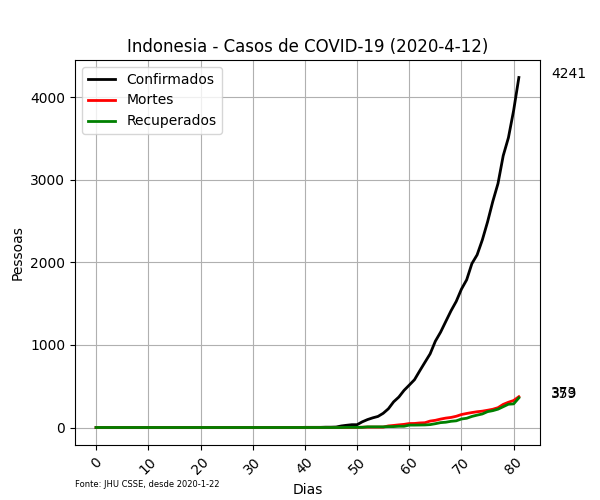 Indonesia - Casos de COVID-19 (2020-4-12)
Confirmados
Mortes
Recuperados
4241
4000
3000
2000
1000
0
373
359
Pessoas
0 10 20 30 40 50 60 70 80
Fonte: JHU CSSE, desde 2020-1-22
Dias